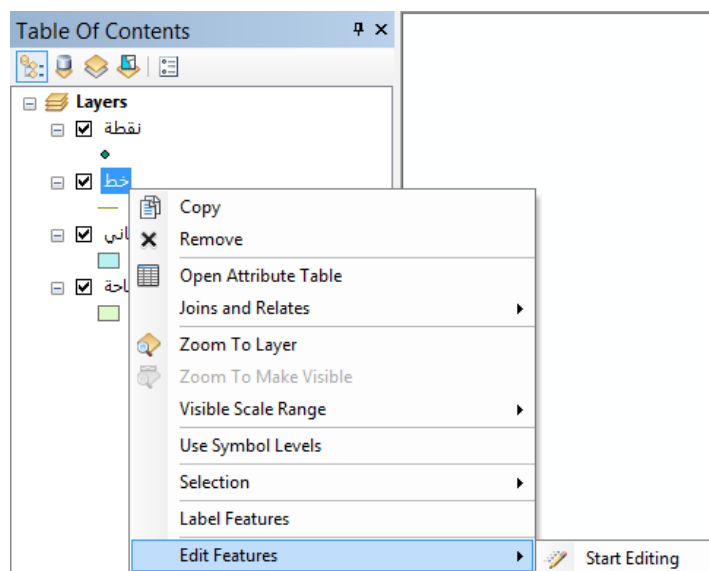 Table Of Contents
Layers
نقطة
خط
Copy
Remove
Open Attribute Table
Joins and Relates
Zoom To Layer
Zoom To Make Visible
Visible Scale Range
Use Symbol Levels
Selection
Label Features
Edit Features
Start Editing